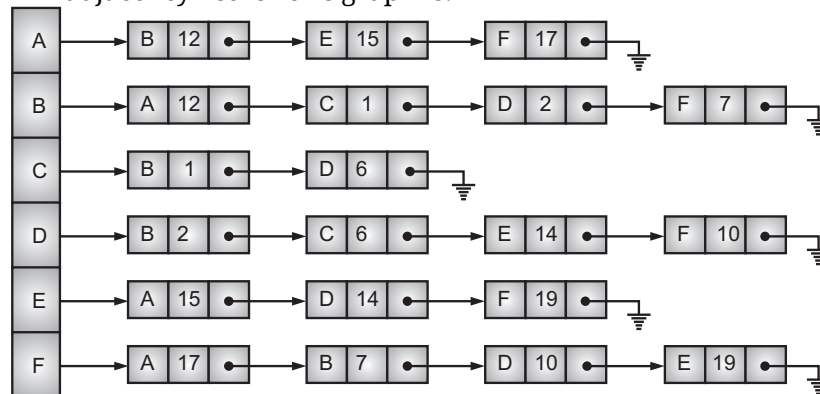 A B 12 E 15 F 17
B A 12 C 1 D 2 F 7
C B 1 D 6
D B 2 C 6 E 14 F 10
E A 15 D 14 F 19
F A 17 B 7 D 10 E 19